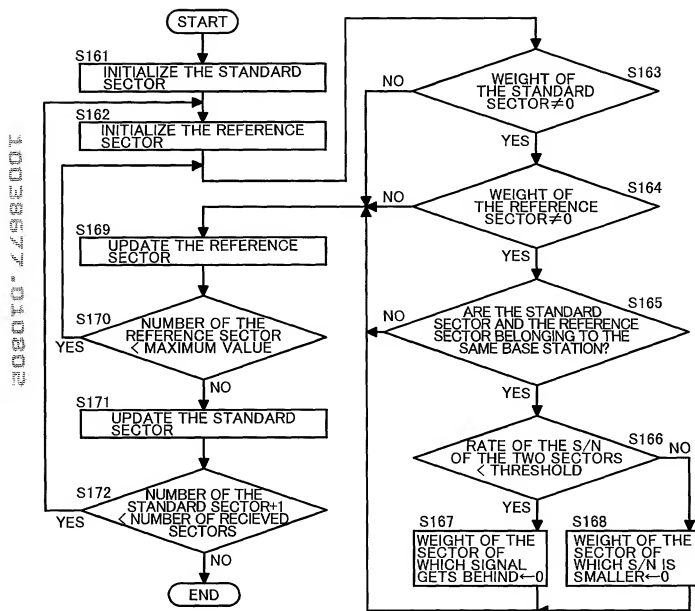 START
S161
INITIALIZE THE STANDARD
SECTOR
S162
INITIALIZE THE REFERENCE
SECTOR
S169
UPDATE THE REFERENCE
SECTOR
S170
NUMBER OF THE
REFERENCE SECTOR
< MAXIMUM VALUE
YES
NO
S171
UPDATE THE STANDARD
SECTOR
S172
NUMBER OF THE
STANDARD SECTOR+1
< NUMBER OF RECIEVED
SECTORS
YES
NO
END
S163
WEIGHT OF
THE STANDARD
SECTOR≠0
NO
YES
S164
WEIGHT OF
THE REFERENCE
SECTOR≠0
NO
YES
S165
ARE THE STANDARD
SECTOR AND THE REFERENCE
SECTOR BELONGING TO THE
SAME BASE STATION?
NO
YES
S166
RATE OF THE S/N
OF THE TWO SECTORS
< THRESHOLD
NO
YES
S167
WEIGHT OF THE
SECTOR OF
WHICH SIGNAL
GETS BEHIND←0
S168
WEIGHT OF THE
SECTOR OF
WHICH S/N IS
SMALLER←0
10038677.010802